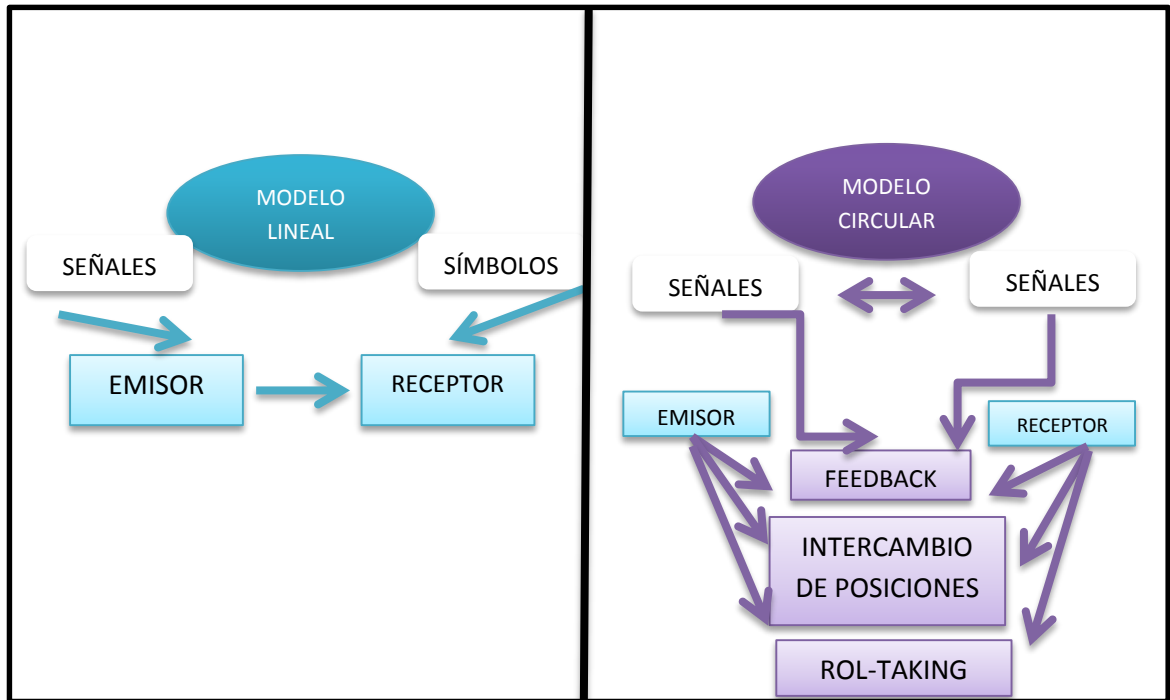 MODELO
LINEAL
SEÑALES
SÍMBOLOS
EMISOR
RECEPTOR
MODELO
CIRCULAR
SEÑALES
SEÑALES
EMISOR
RECEPTOR
FEEDBACK
INTERCAMBIO
DE POSICIONES
ROL-TAKING